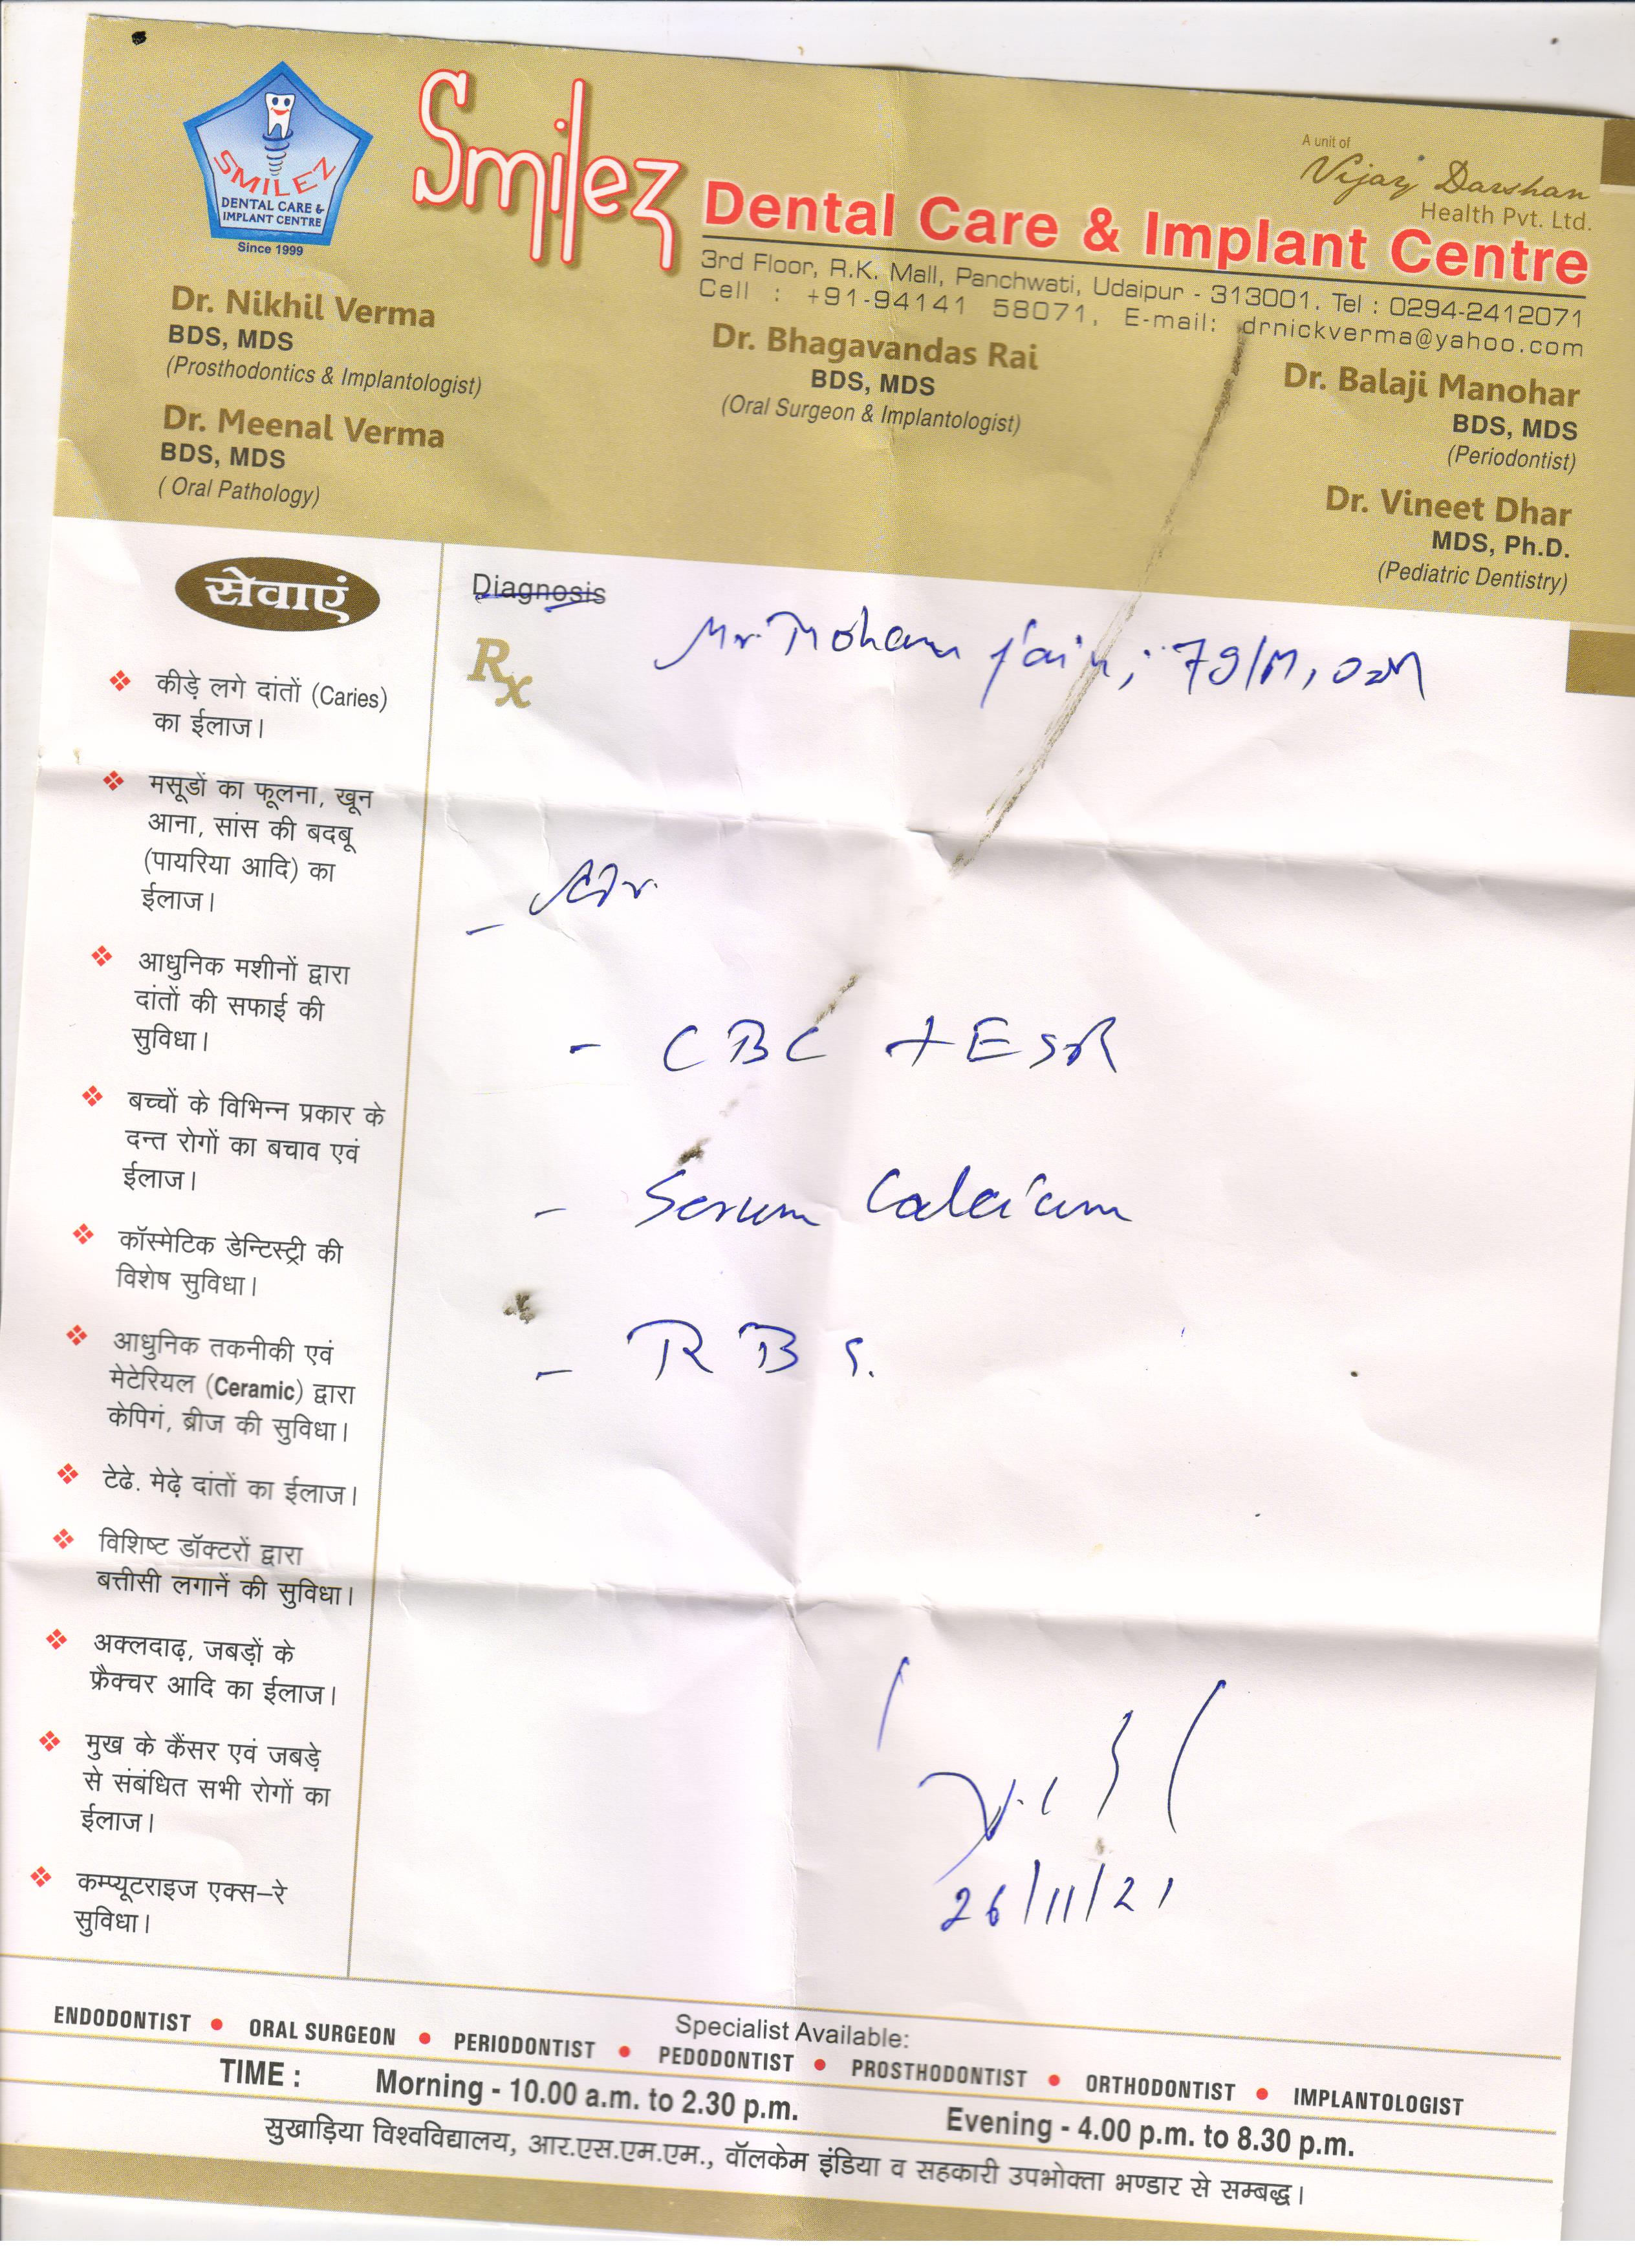 SMILEZ
DENTAL CARE &
IMPLANT CENTRE
Since 1999
Smilez
A unit of
Vijay Darshan
Health Pvt. Ltd.
Dental Care & Implant Centre
3rd Floor, R.K. Mall, Panchwati, Udaipur - 313001. Tel : 0294-2412071
Cell : +91-94141 58071, E-mail: drnickverma@yahoo.com
Dr. Nikhil Verma
BDS, MDS
(Prosthodontics & Implantologist)
Dr. Meenal Verma
BDS, MDS
( Oral Pathology)
Dr. Bhagavandas Rai
BDS, MDS
(Oral Surgeon & Implantologist)
Dr. Balaji Manohar
BDS, MDS
(Periodontist)
Dr. Vineet Dhar
MDS, Ph.D.
(Pediatric Dentistry)
सेवाएं
कीड़े लगे दांतों (Caries)
का ईलाज।
मसूडों का फूलना, खून
आना, सांस की बदबू
(पायरिया आदि) का
ईलाज।
आधुनिक मशीनों द्वारा
दांतों की सफाई की
सुविधा।
बच्चों के विभिन्न प्रकार के
दन्त रोगों का बचाव एवं
ईलाज।
कॉस्मेटिक डेन्टिस्ट्री की
विशेष सुविधा।
आधुनिक तकनीकी एवं
मेटेरियल (Ceramic) द्वारा
केपिगं, ब्रीज की सुविधा।
टेढे. मेढ़े दांतों का ईलाज।
विशिष्ट डॉक्टरों द्वारा
बत्तीसी लगानें की सुविधा।
अक्लदाढ़, जबड़ों के
फ्रैक्चर आदि का ईलाज।
मुख के कैंसर एवं जबड़े
से संबंधित सभी रोगों का
ईलाज।
कम्प्यूटराइज एक्स–रे
सुविधा।
Diagnosis
Rx
Mr. Mohan Jain, 79/M,
- CBC + ESR
- Serum Calcium
- RBS.
26/11/21
Specialist Available:
ENDODONTIST • ORAL SURGEON • PERIODONTIST • PEDODONTIST • PROSTHODONTIST • ORTHODONTIST • IMPLANTOLOGIST
TIME : Morning - 10.00 a.m. to 2.30 p.m. Evening - 4.00 p.m. to 8.30 p.m.
सुखाड़िया विश्वविद्यालय, आर.एस.एम.एम., वॉलकेम इंडिया व सहकारी उपभोक्ता भण्डार से सम्बद्ध।